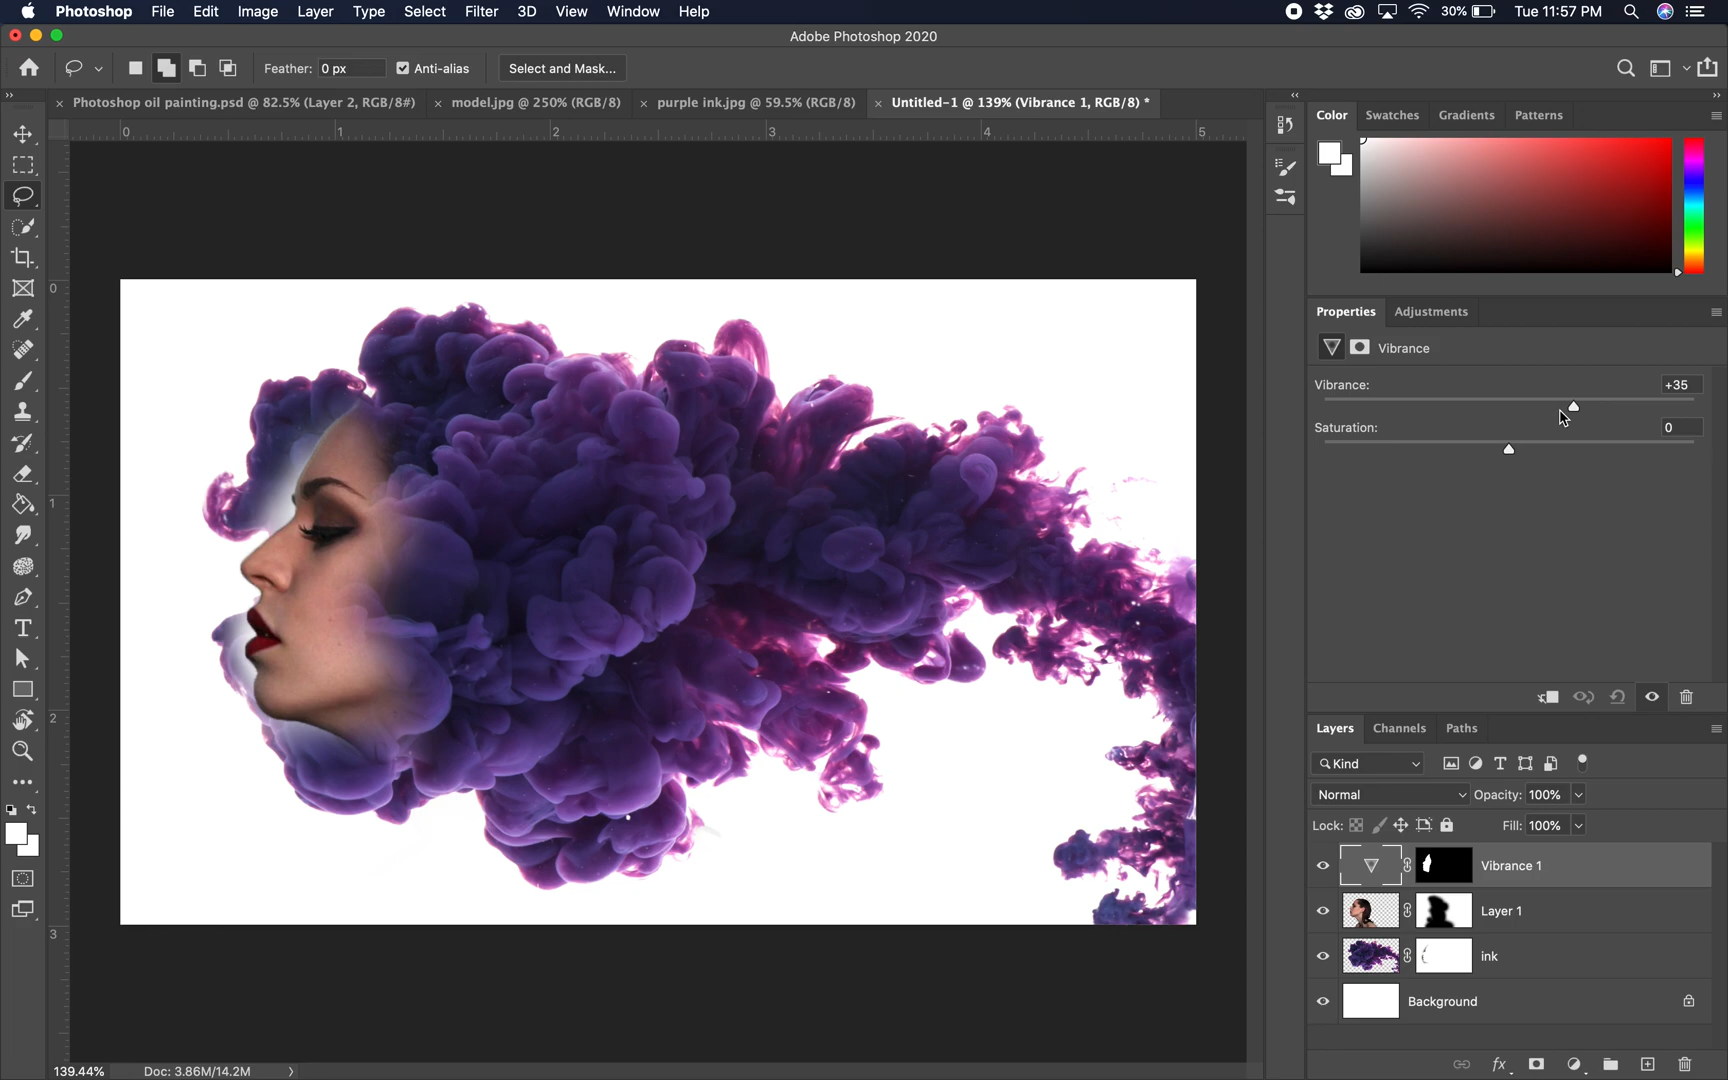 Photoshop File Edit Image Layer Type Select Filter 3D View Window Help 30% Tue 11:57 PM
Adobe Photoshop 2020
Feather: 0 px Anti-alias Select and Mask...
Photoshop oil painting.psd @ 82.5% (Layer 2, RGB/8#) model.jpg @ 250% (RGB/8) purple ink.jpg @ 59.5% (RGB/8) Untitled-1 @ 139% (Vibrance 1, RGB/8) *
Color Swatches Gradients Patterns
0 1 2 3 4 5
0
1
2
3
Properties Adjustments
Vibrance
Vibrance: +35
Saturation: 0
Layers Channels Paths
Kind
Normal Opacity: 100%
Lock: Fill: 100%
Vibrance 1
Layer 1
ink
Background
fx
139.44% Doc: 3.86M/14.2M